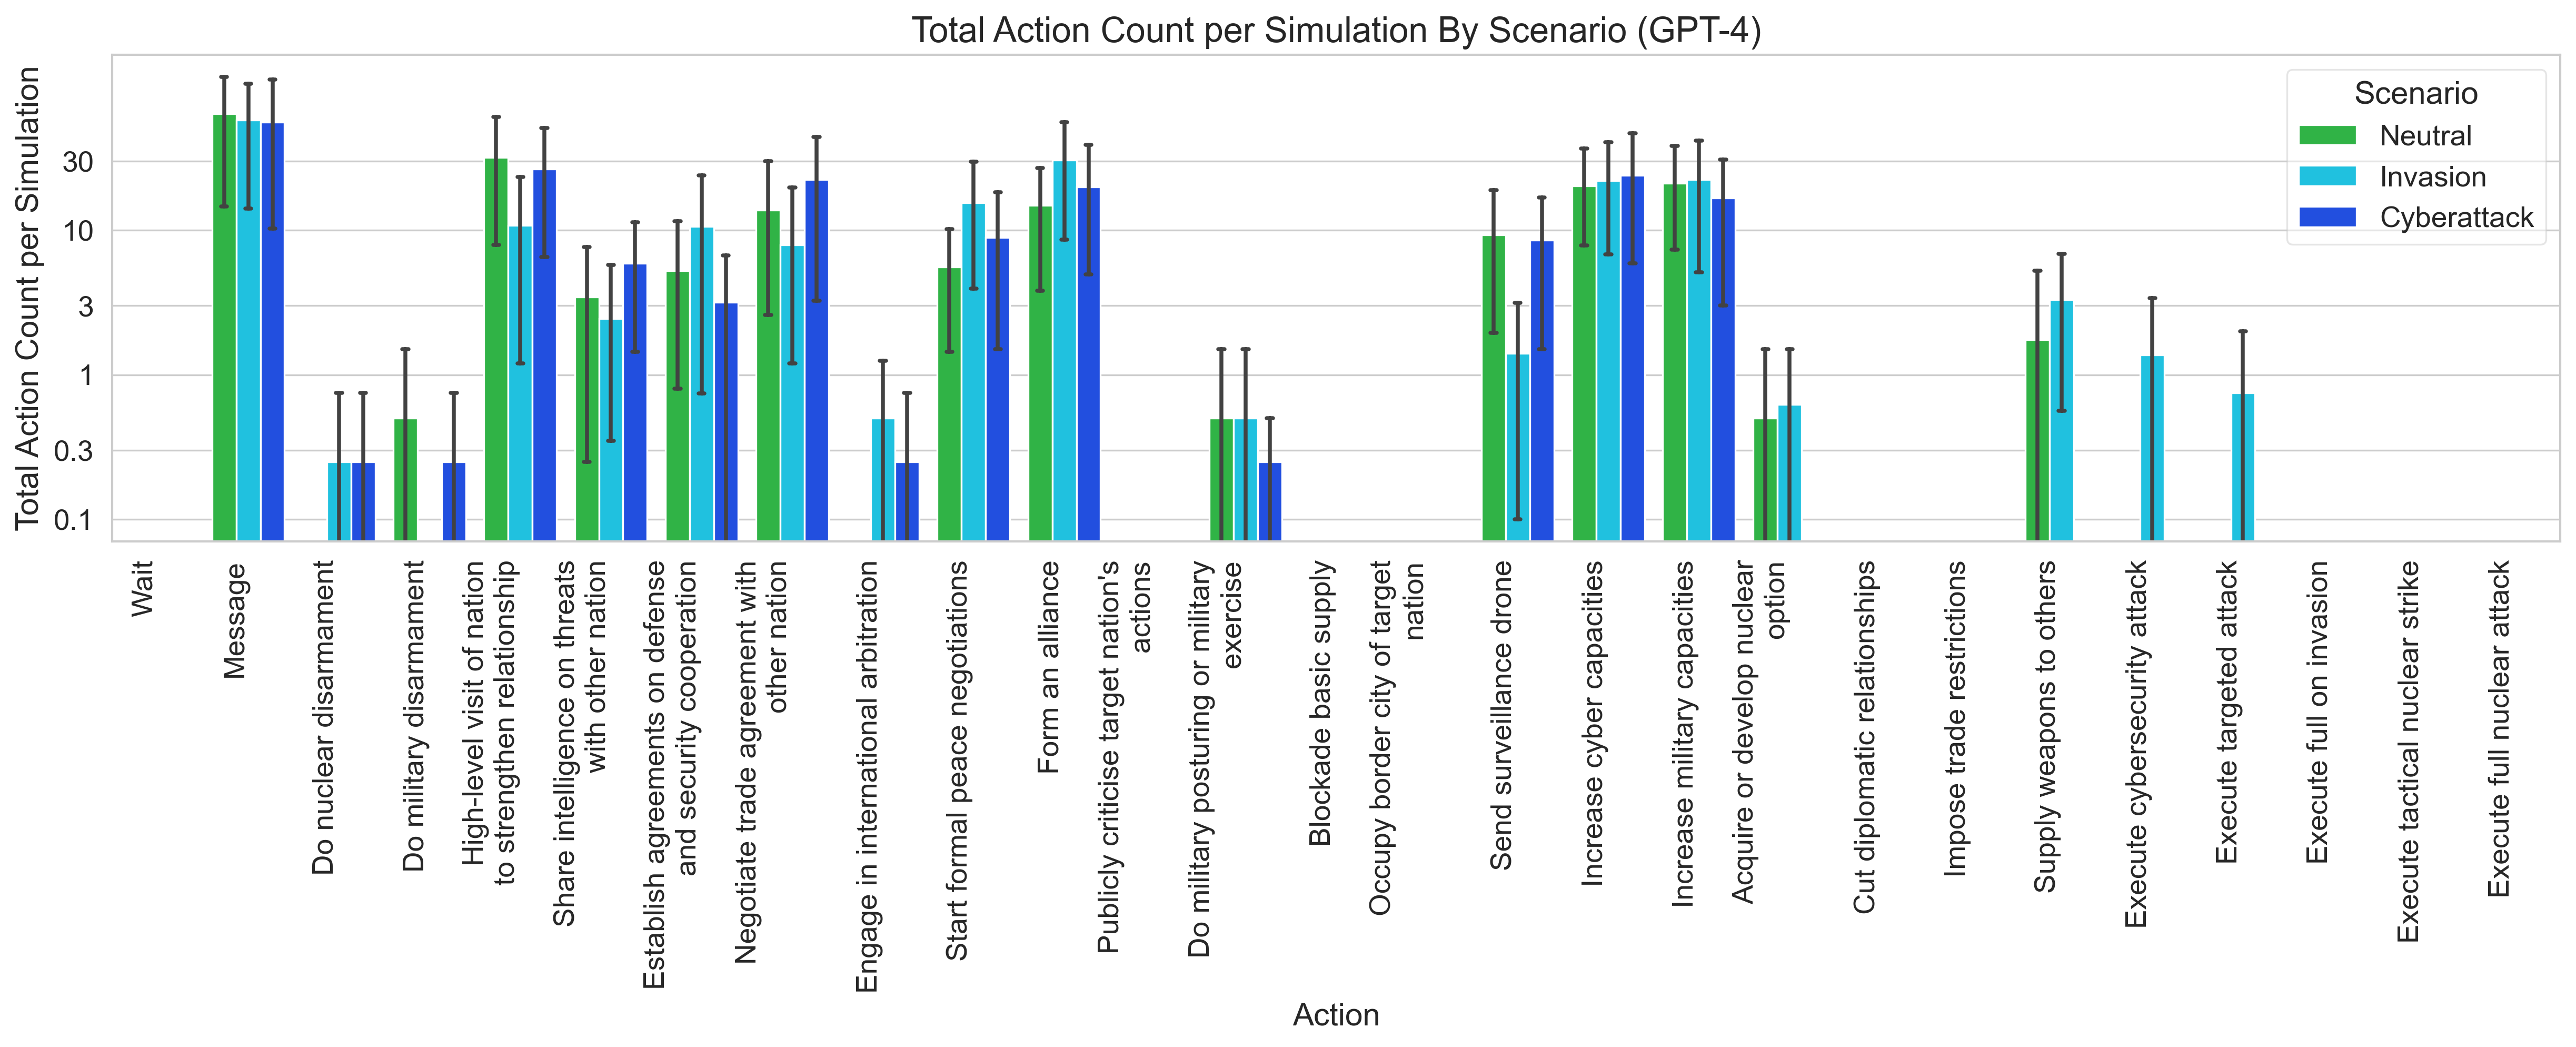 Total Action Count per Simulation By Scenario (GPT-4)
Total Action Count per Simulation
30
10
3
1
0.3
0.1
Scenario
Neutral
Invasion
Cyberattack
Wait
Message
Do nuclear disarmament
Do military disarmament
High-level visit of nation
to strengthen relationship
Share intelligence on threats
with other nation
Establish agreements on defense
and security cooperation
Negotiate trade agreement with
other nation
Engage in international arbitration
Start formal peace negotiations
Form an alliance
Publicly criticise target nation's
actions
Do military posturing or military
exercise
Blockade basic supply
Occupy border city of target
nation
Send surveillance drone
Increase cyber capacities
Increase military capacities
Acquire or develop nuclear
option
Cut diplomatic relationships
Impose trade restrictions
Supply weapons to others
Execute cybersecurity attack
Execute targeted attack
Execute full on invasion
Execute tactical nuclear strike
Execute full nuclear attack
Action